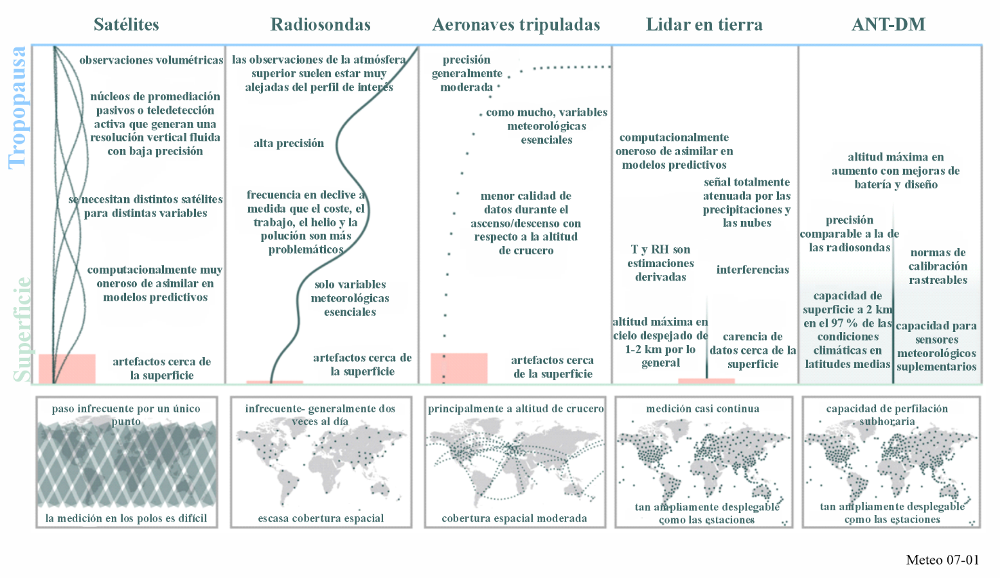 Satélites
Radiosondas
Aeronaves tripuladas
Lidar en tierra
ANT-DM
Tropopausa
Superficie
observaciones volumétricas
núcleos de promediación
pasivos o teledetección
activa que generan una
resolución vertical fluida
con baja precisión
se necesitan distintos satélites
para distintas variables
computacionalmente muy
oneroso de asimilar en
modelos predictivos
artefactos cerca de
la superficie
las observaciones de la atmósfera
superior suelen estar muy
alejadas del perfil de interés
alta precisión
frecuencia en declive a
medida que el coste, el
trabajo, el helio y la
polución son más
problemáticos
solo variables
meteorológicas
esenciales
artefactos cerca de
la superficie
precisión
generalmente
moderada
como mucho, variables
meteorológicas
esenciales
menor calidad de
datos durante el
ascenso/descenso con
respecto a la altitud
de crucero
artefactos cerca
de la superficie
computacionalmente
oneroso de asimilar en
modelos predictivos
señal totalmente
atenuada por las
precipitaciones y
las nubes
T y RH son
estimaciones
derivadas
interferencias
altitud máxima en
cielo despejado de
1-2 km por lo
general
carencia de
datos cerca de la
superficie
altitud máxima en
aumento con mejoras de
batería y diseño
precisión
comparable a la de
las radiosondas
normas de
calibración
rastreables
capacidad de
superficie a 2 km
en el 97 % de las
condiciones
climáticas en
latitudes medias
capacidad para
sensores
meteorológicos
suplementarios
paso infrecuente por un único
punto
la medición en los polos es difícil
infrecuente- generalmente dos
veces al día
escasa cobertura espacial
principalmente a altitud de crucero
cobertura espacial moderada
medición casi continua
tan ampliamente desplegable
como las estaciones
capacidad de perfilación
subhoraria
tan ampliamente desplegable
como las estaciones
Meteo 07-01